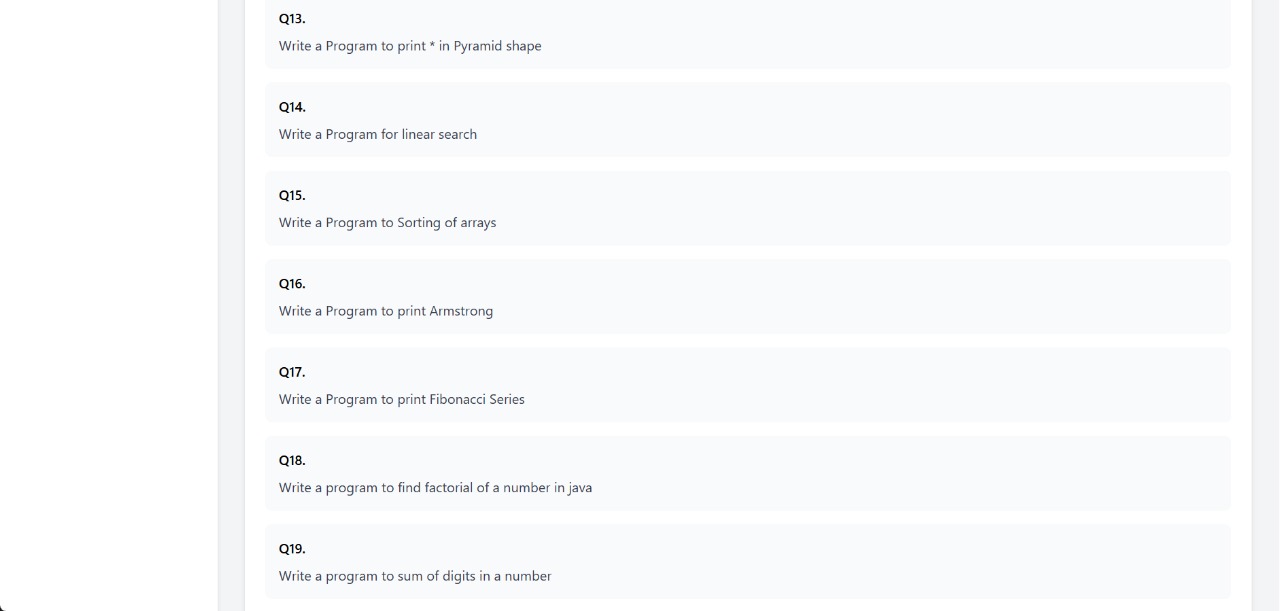 Q13.
Write a Program to print * in Pyramid shape
Q14.
Write a Program for linear search
Q15.
Write a Program to Sorting of arrays
Q16.
Write a Program to print Armstrong
Q17.
Write a Program to print Fibonacci Series
Q18.
Write a program to find factorial of a number in java
Q19.
Write a program to sum of digits in a number